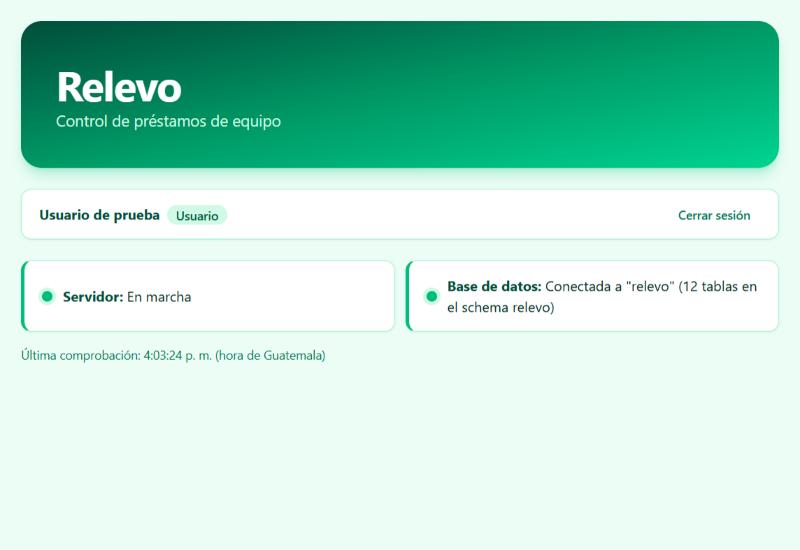 Relevo
Control de préstamos de equipo
Usuario de prueba Usuario Cerrar sesión
Servidor: En marcha
Base de datos: Conectada a "relevo" (12 tablas en
el schema relevo)
Última comprobación: 4:03:24 p. m. (hora de Guatemala)